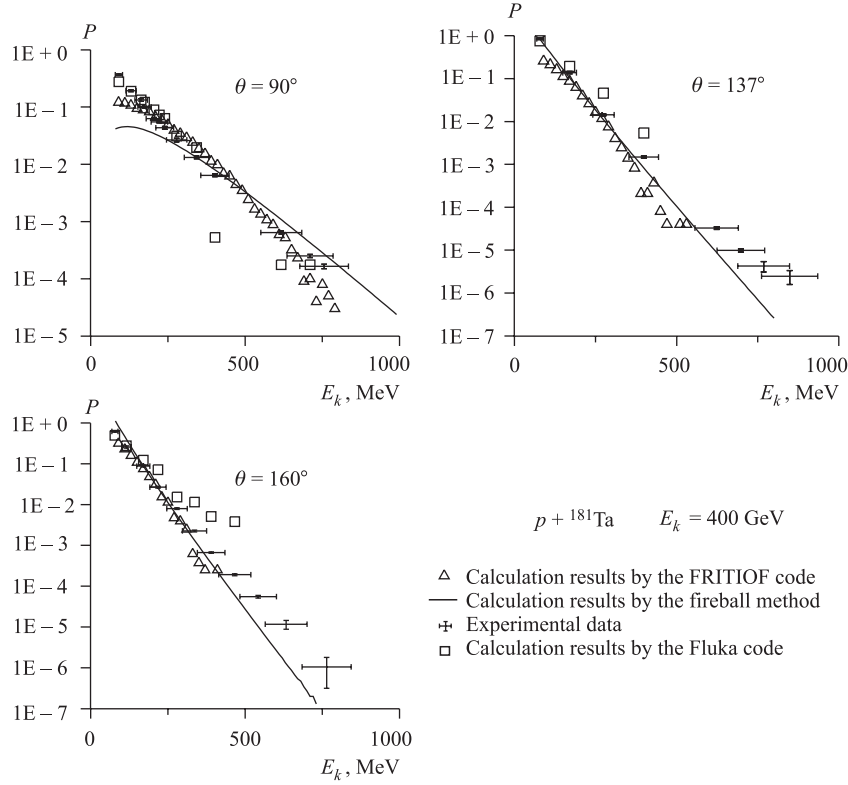 P
1E + 0
1E − 1
1E − 2
1E − 3
1E − 4
1E − 5
θ = 90°
0
500
1000
E_k, MeV
P
1E + 0
1E − 1
1E − 2
1E − 3
1E − 4
1E − 5
1E − 6
1E − 7
θ = 137°
0
500
1000
E_k, MeV
P
1E + 0
1E − 1
1E − 2
1E − 3
1E − 4
1E − 5
1E − 6
1E − 7
θ = 160°
0
500
1000
E_k, MeV
p + ¹⁸¹Ta E_k = 400 GeV
Calculation results by the FRITIOF code
Calculation results by the fireball method
Experimental data
Calculation results by the Fluka code